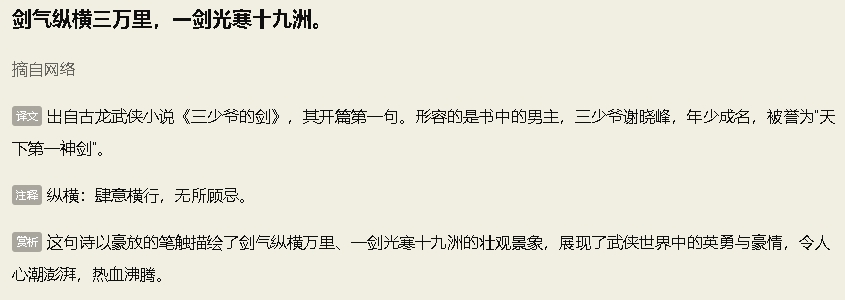 剑气纵横三万里，一剑光寒十九洲。
摘自网络
译文 出自古龙武侠小说《三少爷的剑》，其开篇第一句。形容的是书中的男主，三少爷谢晓峰，年少成名，被誉为“天
下第一神剑”。
注释 纵横：肆意横行，无所顾忌。
赏析 这句诗以豪放的笔触描绘了剑气纵横万里、一剑光寒十九洲的壮观景象，展现了武侠世界中的英勇与豪情，令人
心潮澎湃，热血沸腾。